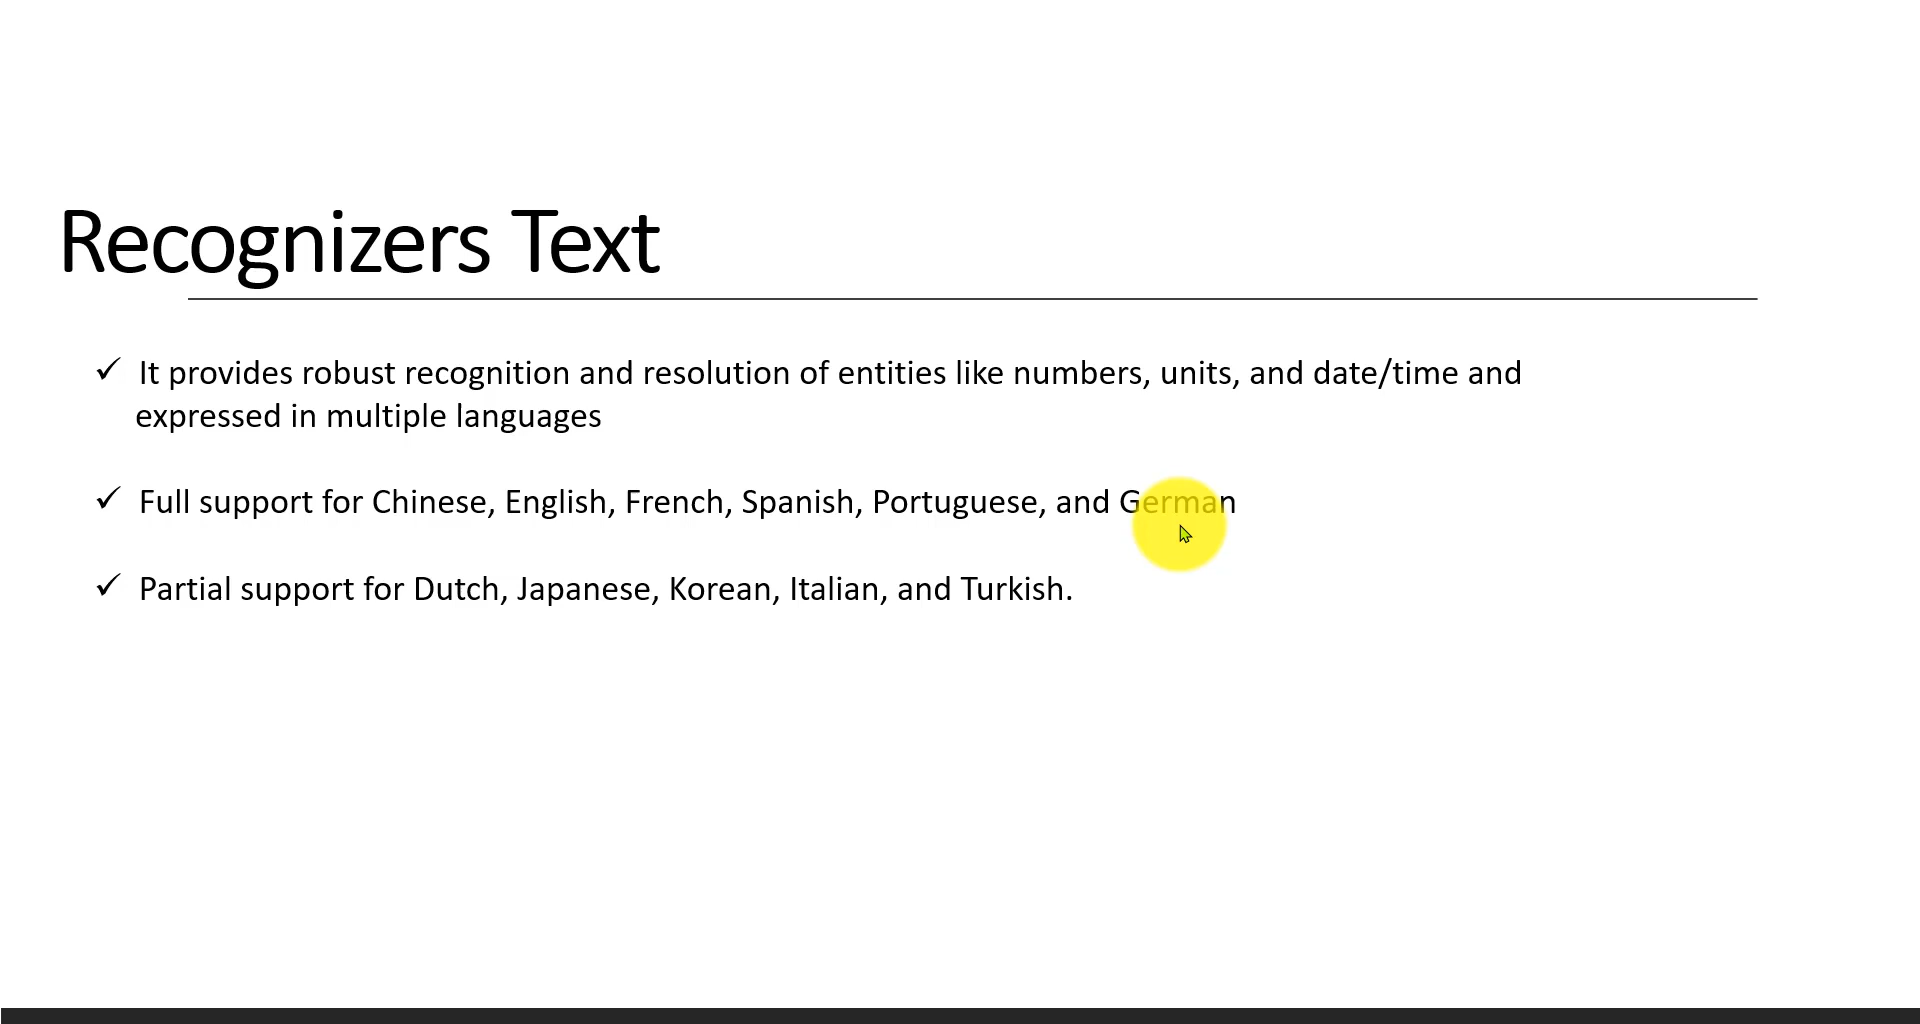 Recognizers Text
✓ It provides robust recognition and resolution of entities like numbers, units, and date/time and
expressed in multiple languages
✓ Full support for Chinese, English, French, Spanish, Portuguese, and German
✓ Partial support for Dutch, Japanese, Korean, Italian, and Turkish.